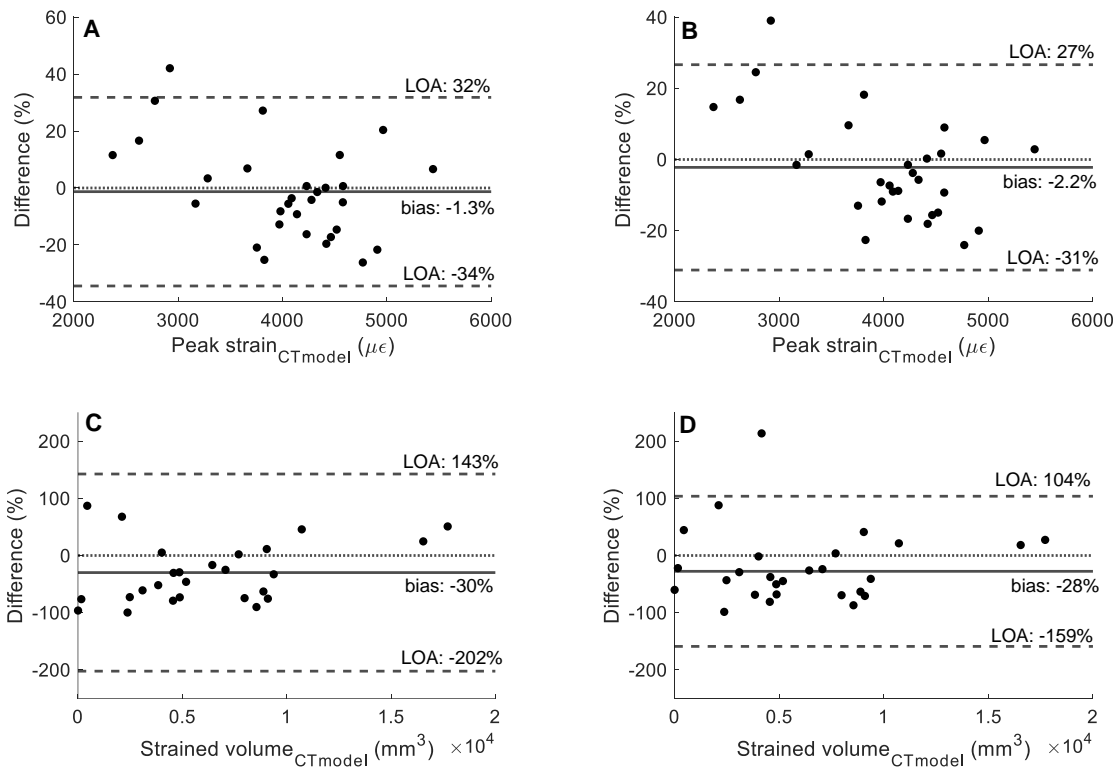 A
60
40
20
0
-20
-40
Difference (%)
LOA: 32%
bias: -1.3%
LOA: -34%
2000 3000 4000 5000 6000
Peak strain_CTmodel (μϵ)
B
40
20
0
-20
-40
Difference (%)
LOA: 27%
bias: -2.2%
LOA: -31%
2000 3000 4000 5000 6000
Peak strain_CTmodel (μϵ)
C
200
100
0
-100
-200
Difference (%)
LOA: 143%
bias: -30%
LOA: -202%
0 0.5 1 1.5 2
Strained volume_CTmodel (mm³) ×10⁴
D
200
100
0
-100
-200
Difference (%)
LOA: 104%
bias: -28%
LOA: -159%
0 0.5 1 1.5 2
Strained volume_CTmodel (mm³) ×10⁴